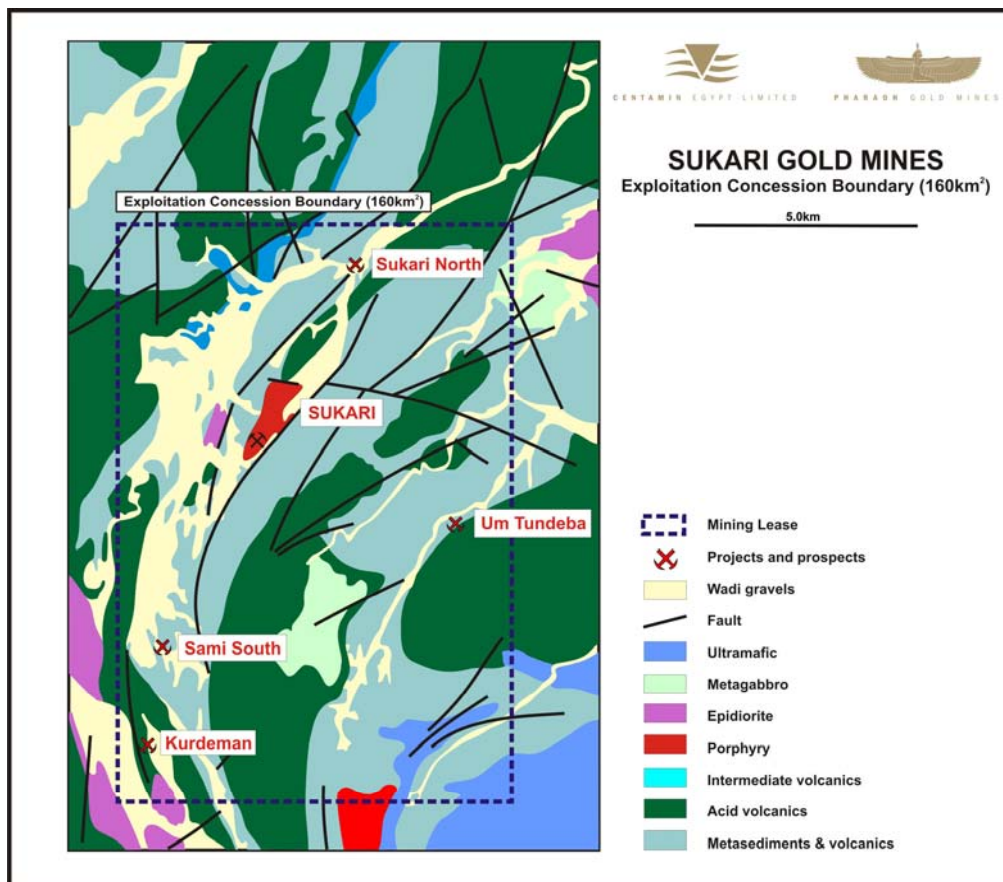 CENTAMIN EGYPT LIMITED
PHARAOH GOLD MINES
SUKARI GOLD MINES
Exploitation Concession Boundary (160km²)
5.0km
Exploitation Concession Boundary (160km²)
Sukari North
SUKARI
Um Tundeba
Sami South
Kurdeman
Mining Lease
Projects and prospects
Wadi gravels
Fault
Ultramafic
Metagabbro
Epidiorite
Porphyry
Intermediate volcanics
Acid volcanics
Metasediments & volcanics